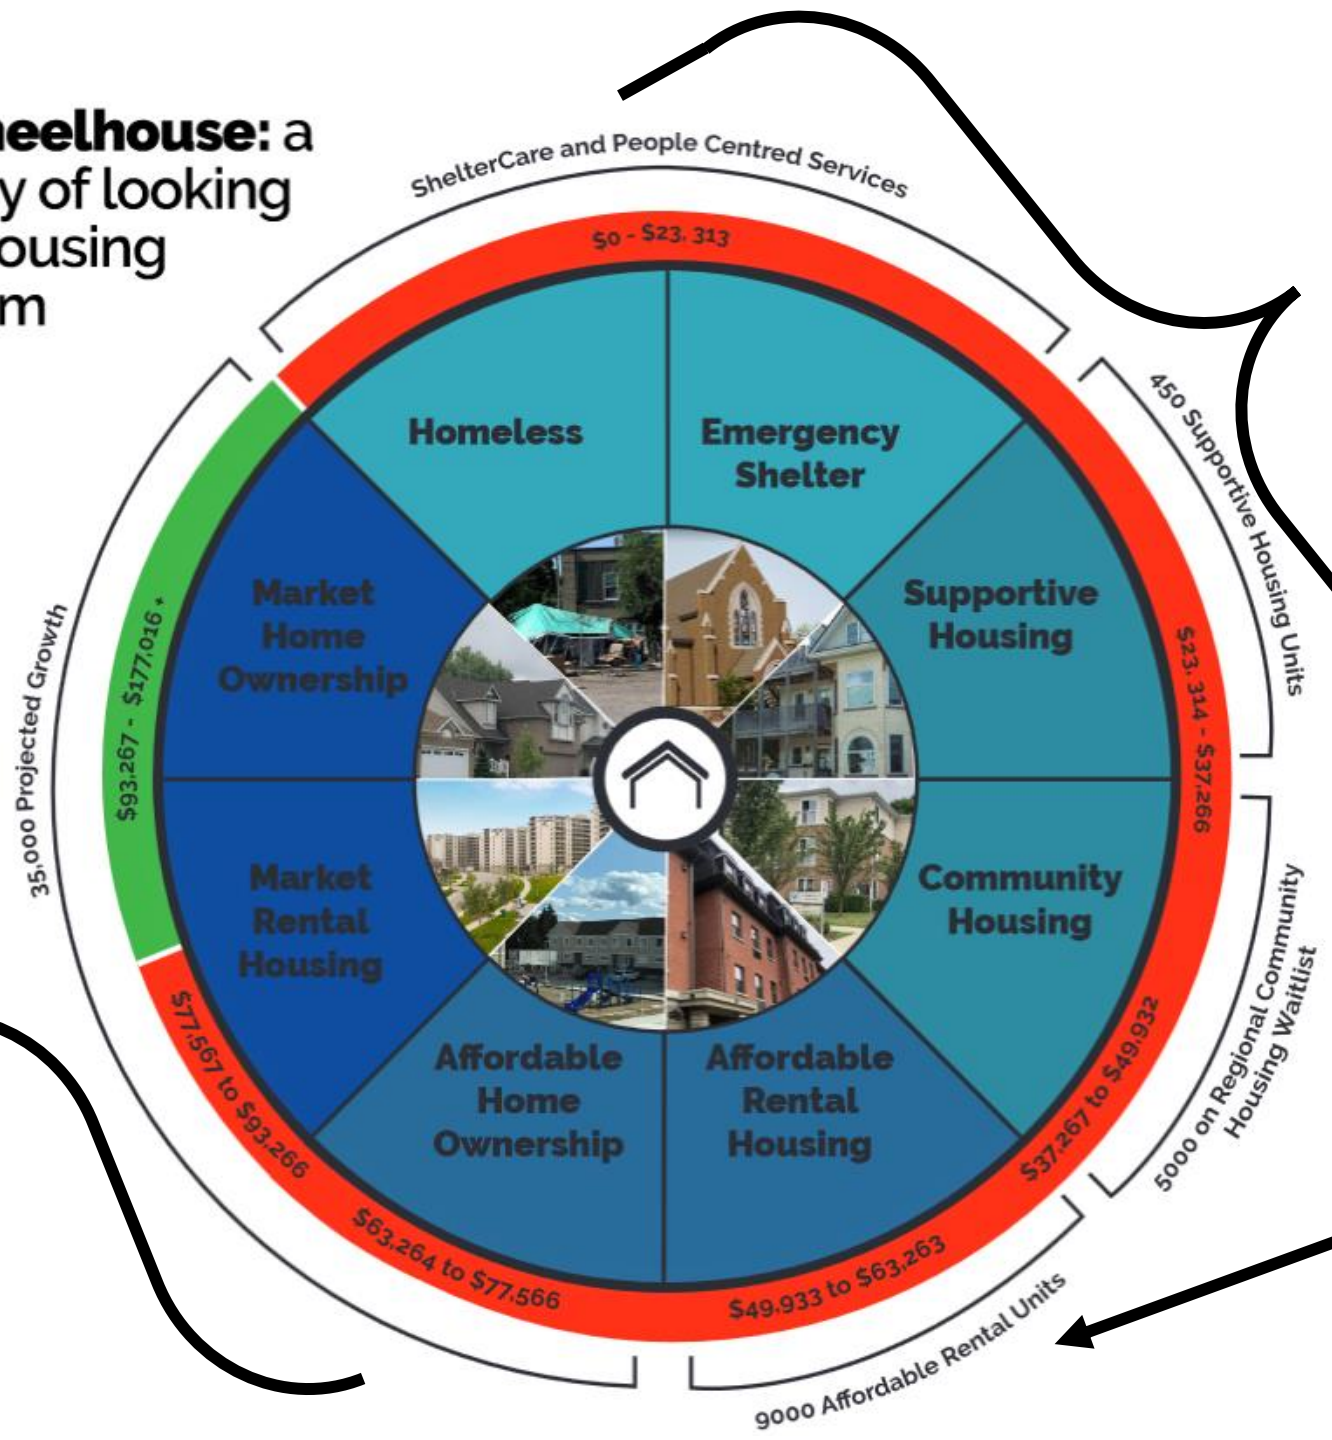 heelhouse: a
y of looking
ousing
m
ShelterCare and People Centred Services
$0 - $23, 313
Homeless
Emergency
Shelter
450 Supportive Housing Units
Supportive
Housing
$23, 314 - $37,266
Community
Housing
5000 on Regional Community
Housing Waitlist
$37,267 to $49,932
Affordable
Rental
Housing
$49,933 to $63,263
9000 Affordable Rental Units
Affordable
Home
Ownership
$63,264 to $77,566
Market
Rental
Housing
$77,567 to $93,266
Market
Home
Ownership
$93,267 - $177,016 +
35,000 Projected Growth